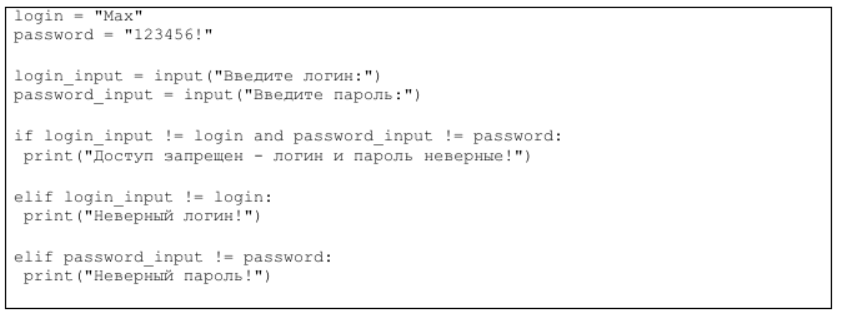 login = "Max"
password = "123456!"
login_input = input("Введите логин:")
password_input = input("Введите пароль:")
if login_input != login and password_input != password:
 print("Доступ запрещен - логин и пароль неверные!")
elif login_input != login:
 print("Неверный логин!")
elif password_input != password:
 print("Неверный пароль!")